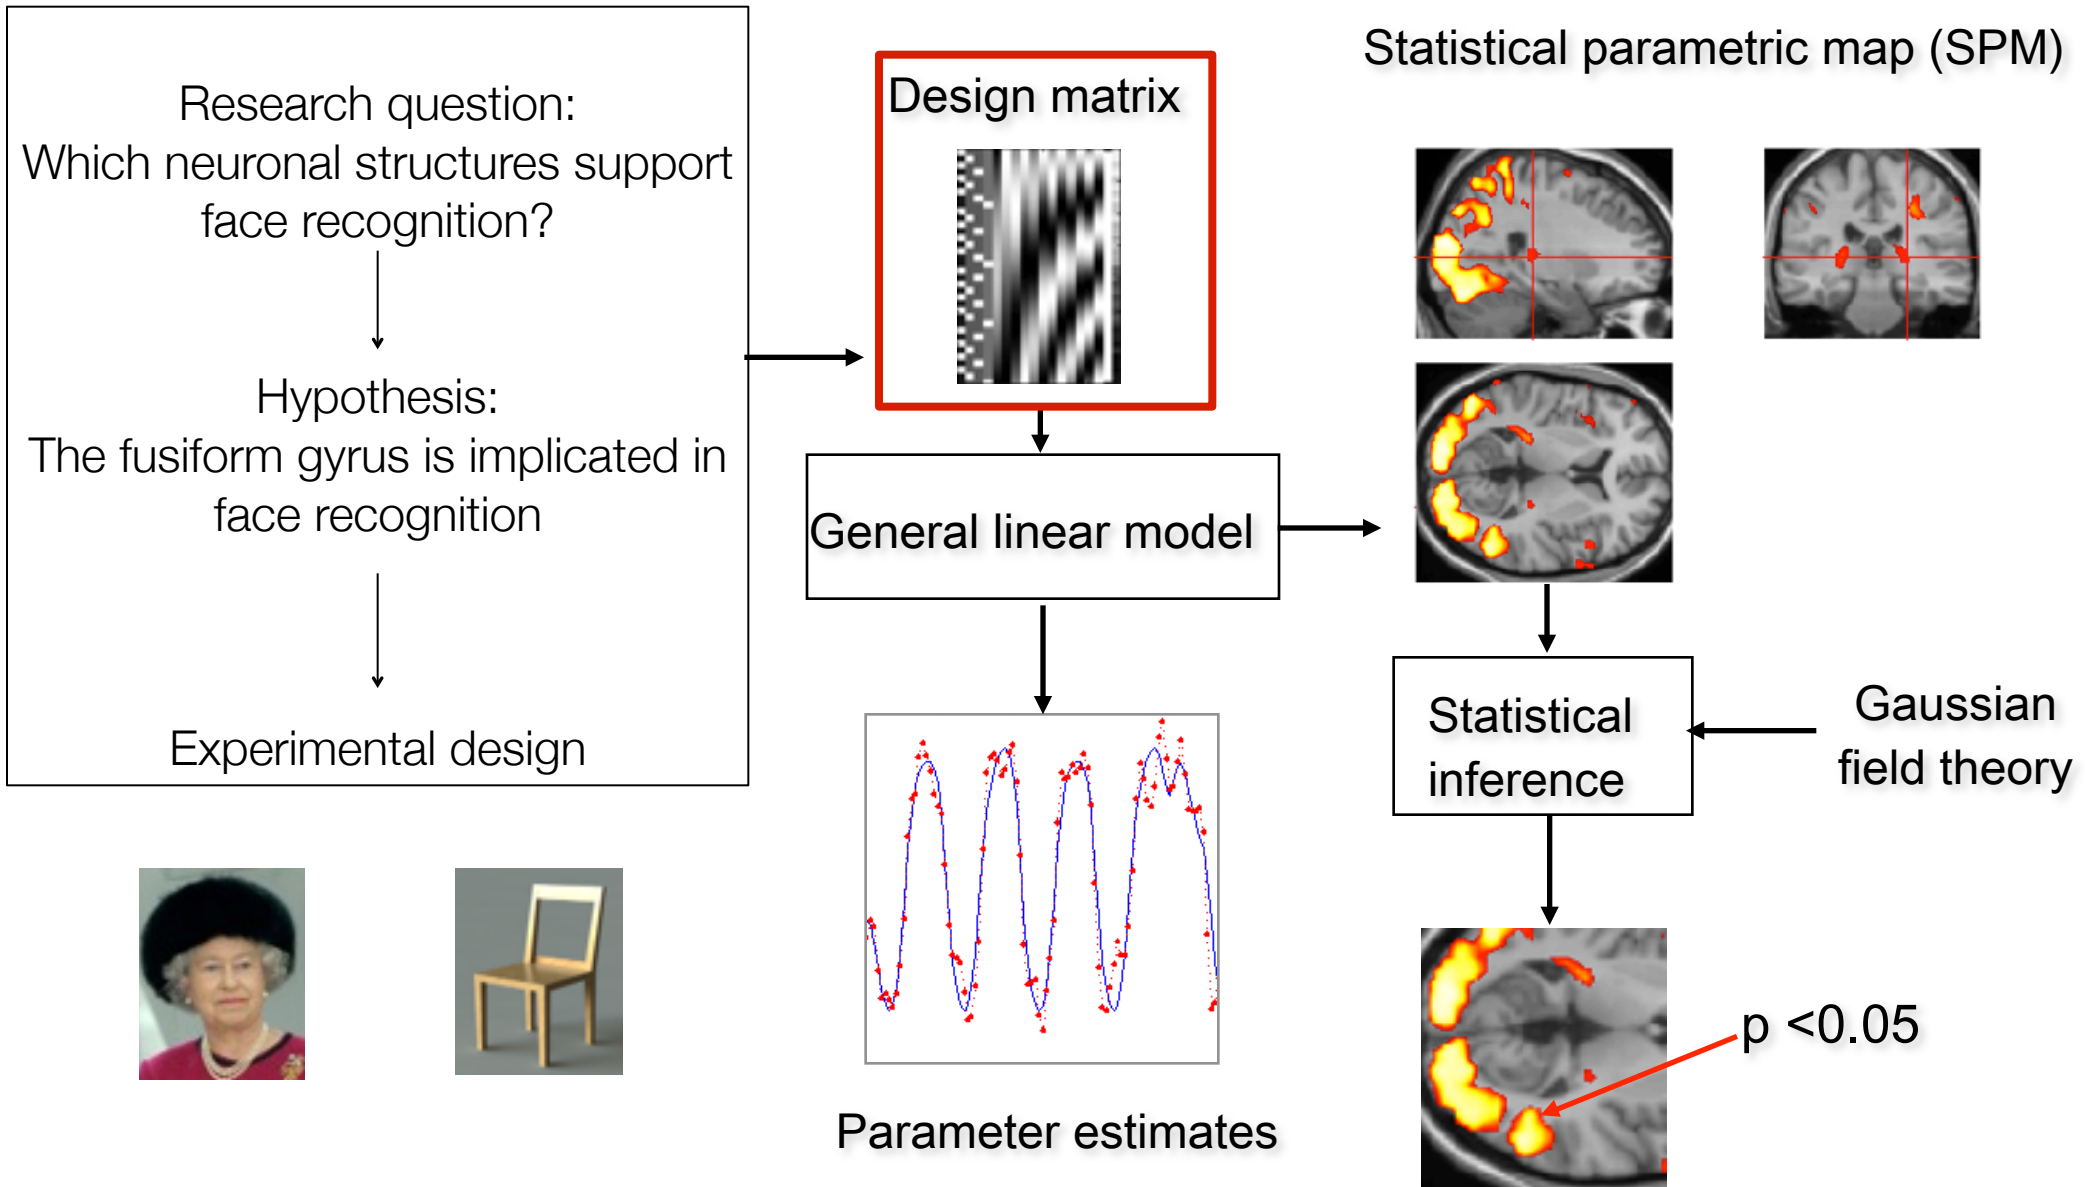 Research question:
Which neuronal structures support
face recognition?
Hypothesis:
The fusiform gyrus is implicated in
face recognition
Experimental design
Design matrix
General linear model
Parameter estimates
Statistical parametric map (SPM)
Statistical
inference
Gaussian
field theory
p <0.05